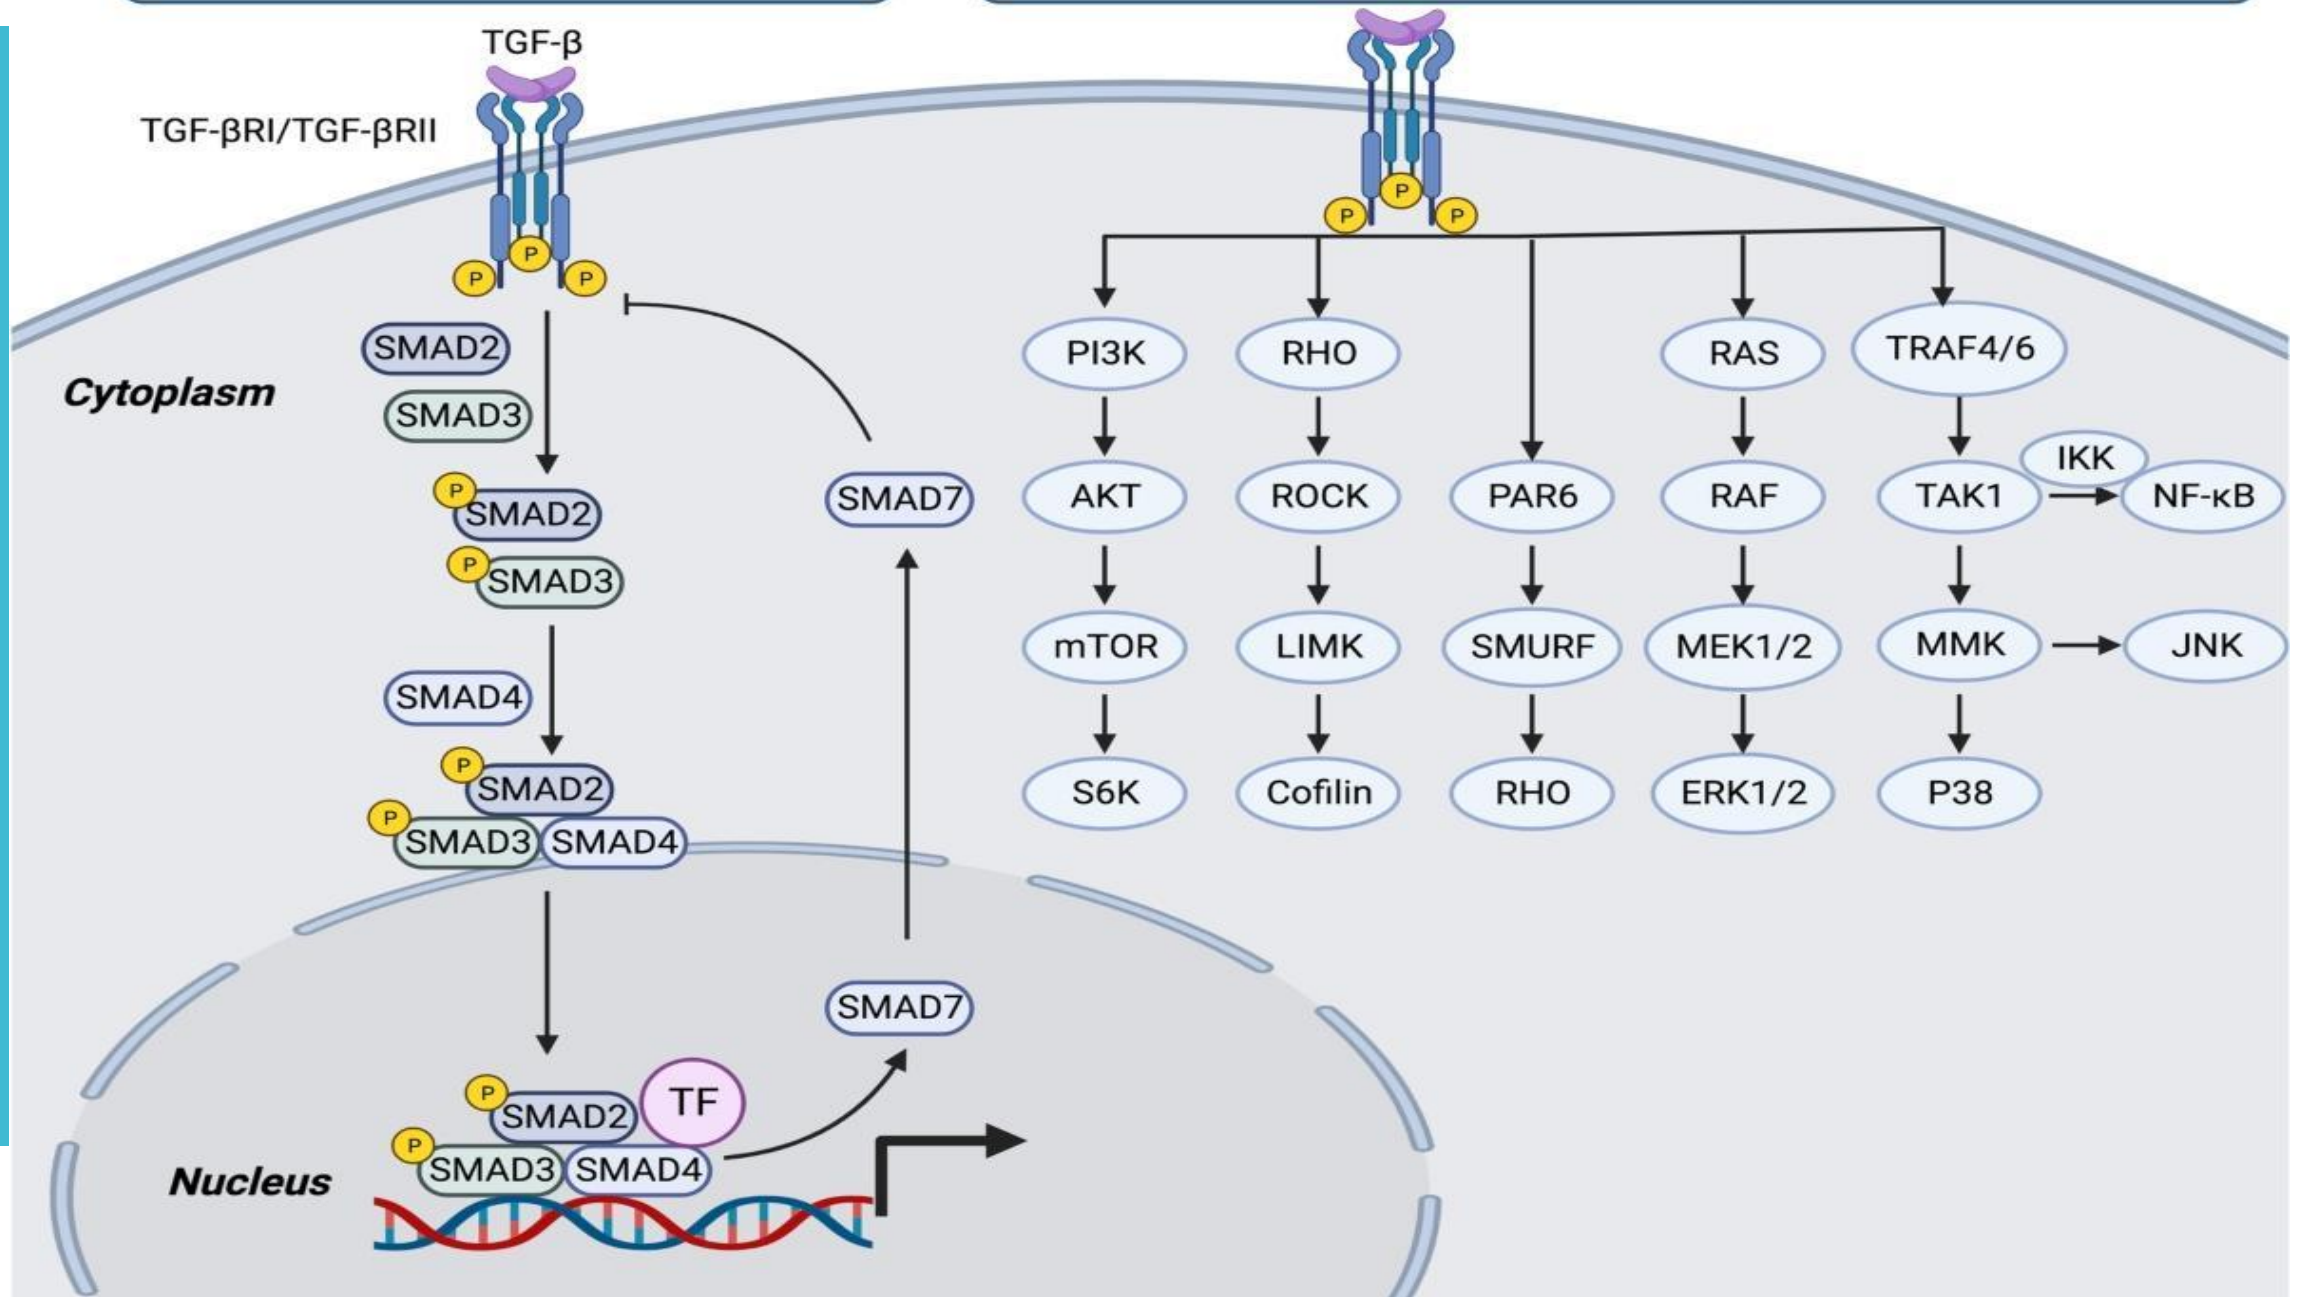 TGF-β
TGF-βRI/TGF-βRII
P
P
P
SMAD2
SMAD3
Cytoplasm
P
SMAD2
P
SMAD3
SMAD4
P
SMAD2
P
SMAD3
SMAD4
SMAD7
SMAD7
P
SMAD2
TF
P
SMAD3
SMAD4
Nucleus
P
P
P
PI3K
AKT
mTOR
S6K
RHO
ROCK
LIMK
Cofilin
PAR6
SMURF
RHO
RAS
RAF
MEK1/2
ERK1/2
TRAF4/6
TAK1
IKK
NF-κB
MMK
JNK
P38